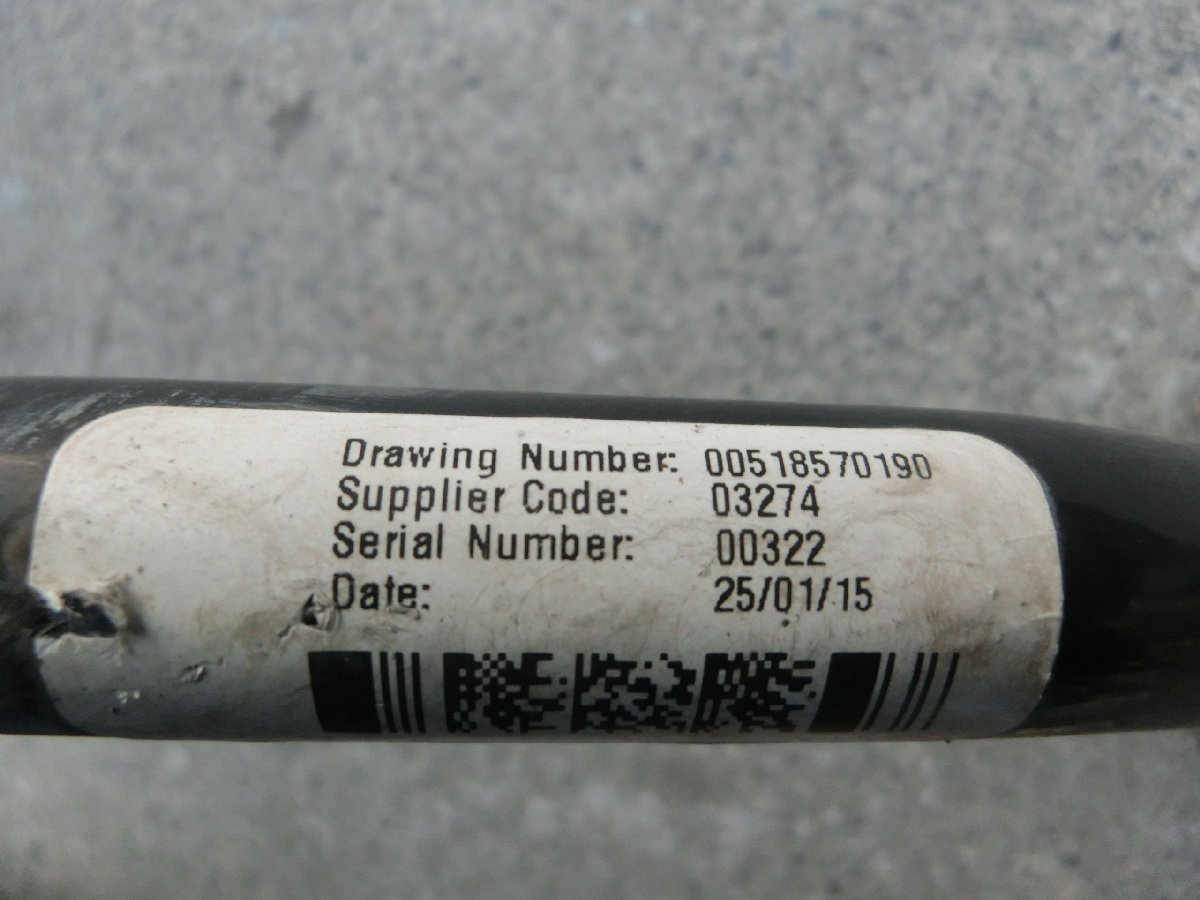 Drawing Number: 00518570190
Supplier Code: 03274
Serial Number: 00322
Date: 25/01/15